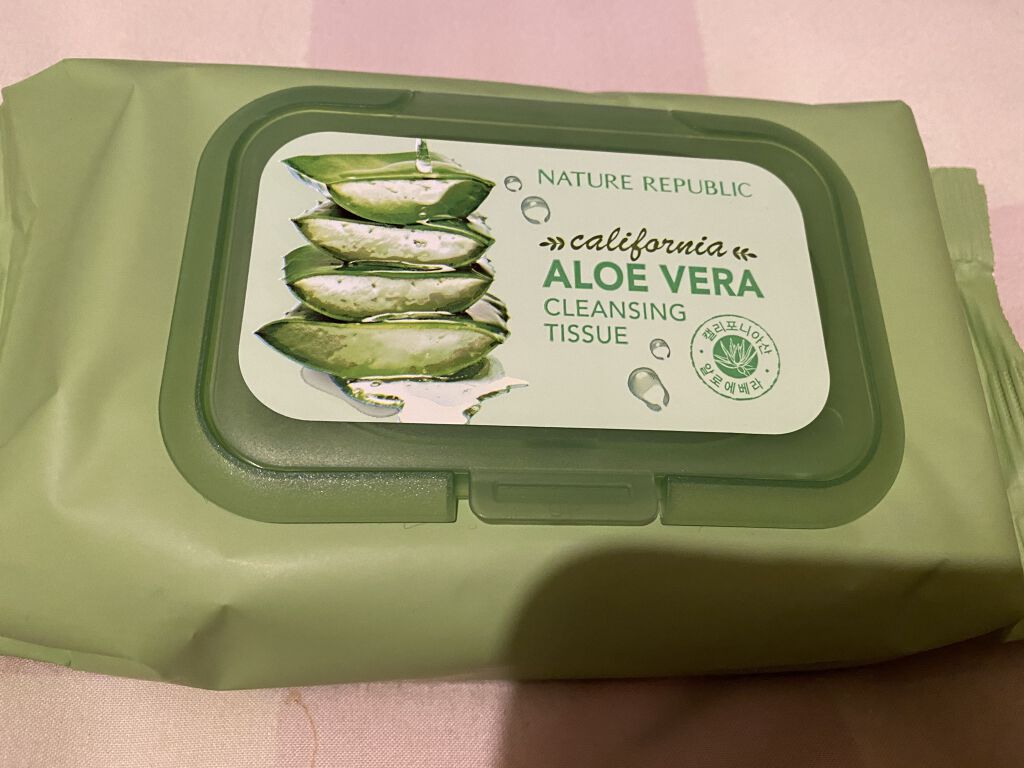 NATURE REPUBLIC
california
ALOE VERA
CLEANSING
TISSUE
캘리포니아산
알로에베라